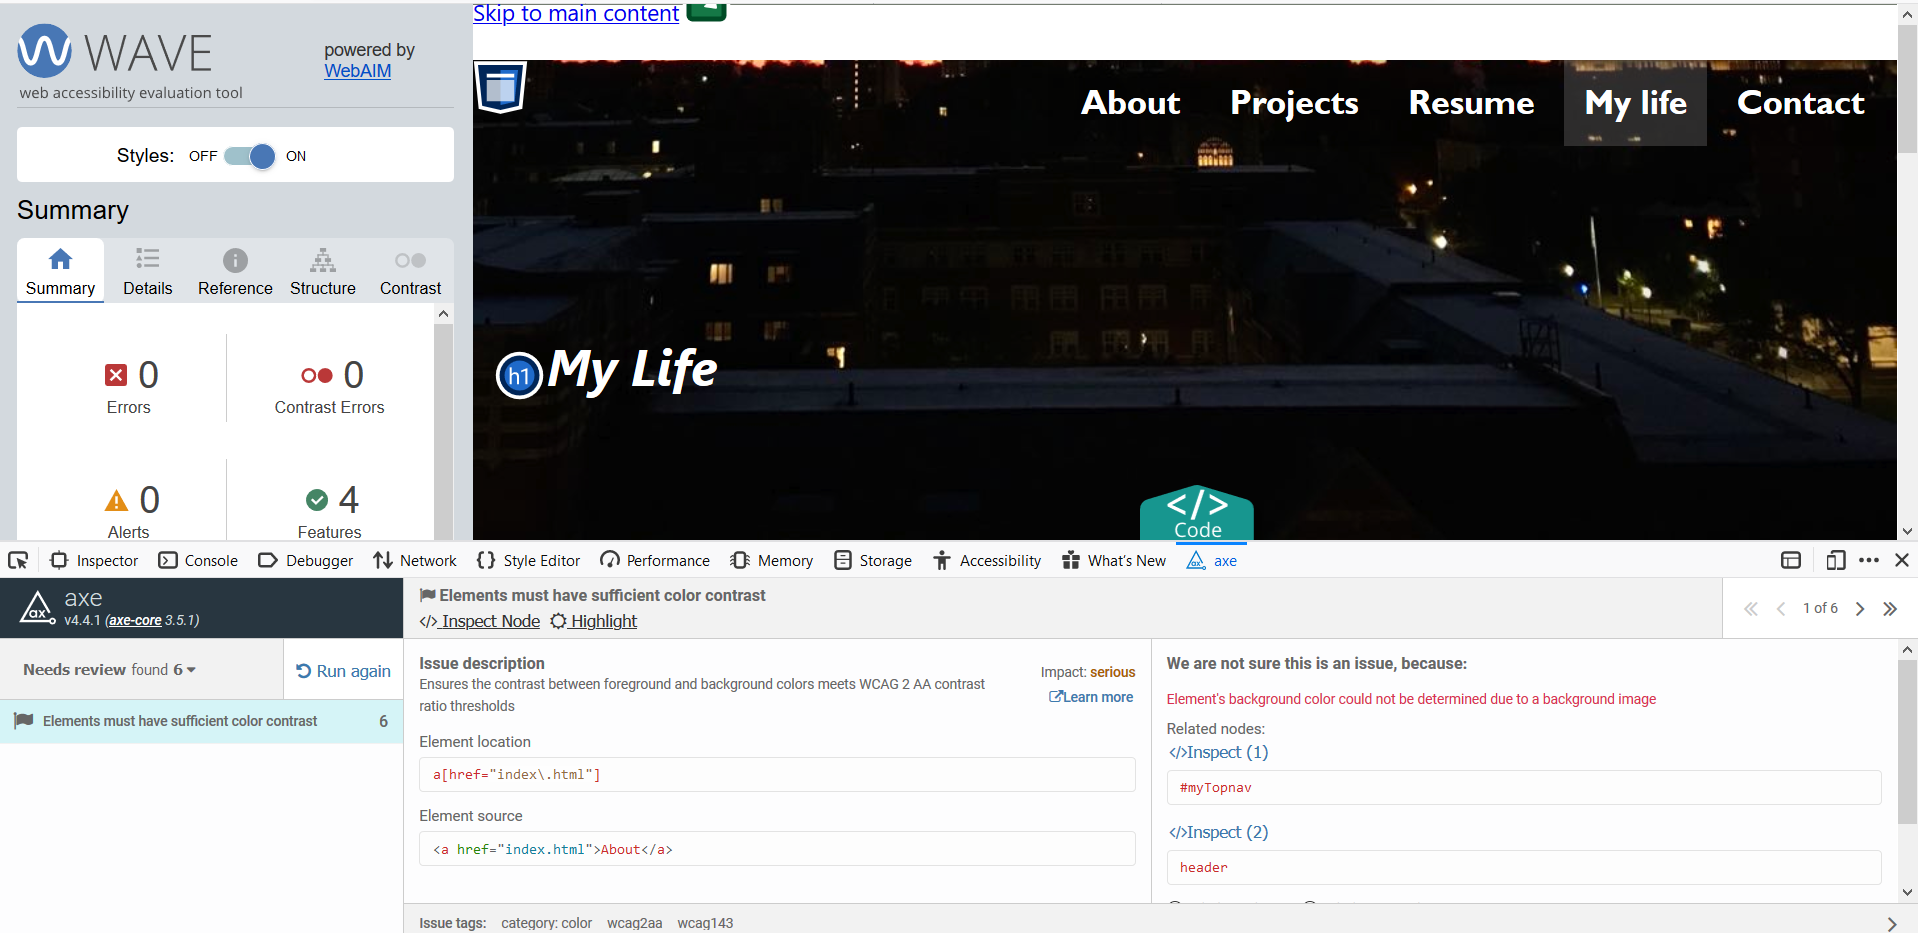 WAVE
powered by
WebAIM
web accessibility evaluation tool
Styles: OFF ON
Summary
Summary Details Reference Structure Contrast
0 Errors
0 Contrast Errors
0 Alerts
4 Features
Skip to main content
About Projects Resume My life Contact
h1 My Life
</> Code
Inspector Console Debugger Network Style Editor Performance Memory Storage Accessibility What's New axe
axe
v4.4.1 (axe-core 3.5.1)
Needs review found 6
Run again
Elements must have sufficient color contrast 6
Elements must have sufficient color contrast
</> Inspect Node Highlight
1 of 6
Issue description
Ensures the contrast between foreground and background colors meets WCAG 2 AA contrast
ratio thresholds
Impact: serious
Learn more
Element location
a[href="index\.html"]
Element source
<a href="index.html">About</a>
We are not sure this is an issue, because:
Element's background color could not be determined due to a background image
Related nodes:
</>Inspect (1)
#myTopnav
</>Inspect (2)
header
Issue tags: category: color wcag2aa wcag143